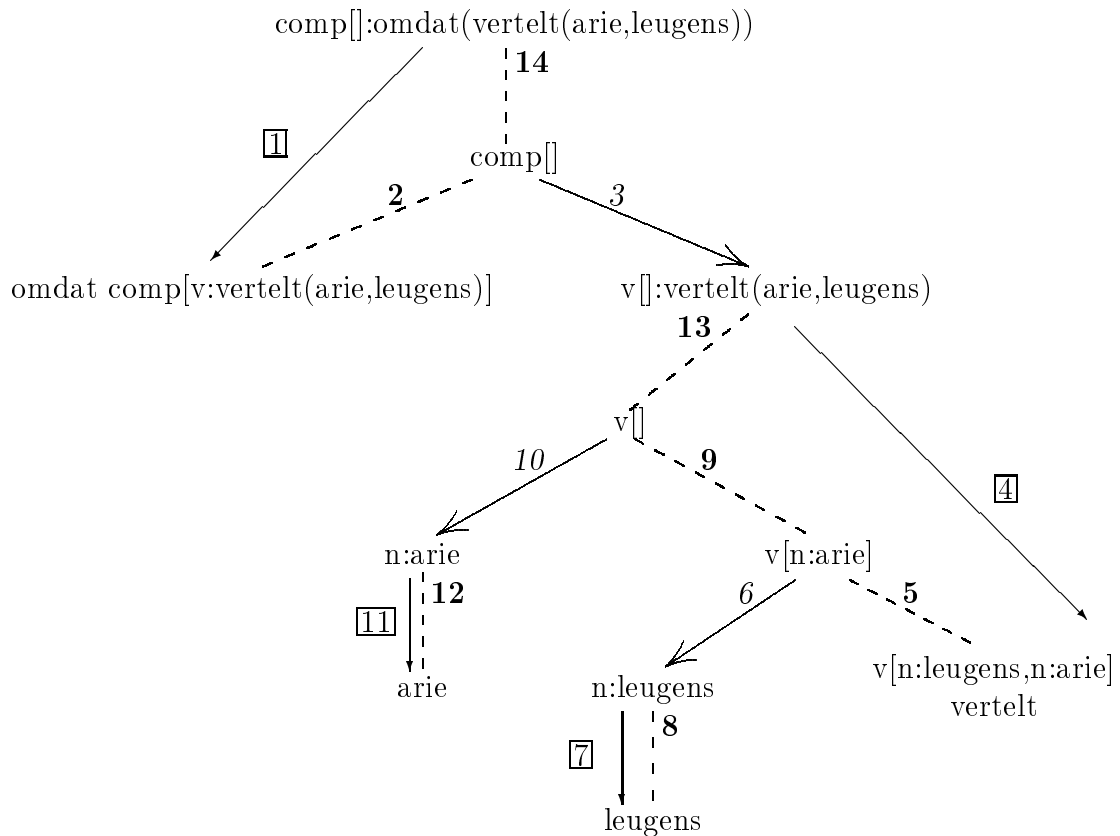 comp[]:omdat(vertelt(arie,leugens))
14
1
comp[]
2
3
omdat comp[v:vertelt(arie,leugens)]
v[]:vertelt(arie,leugens)
13
v[]
10
9
4
n:arie
v[n:arie]
12
6
5
11
arie
n:leugens
v[n:leugens,n:arie]
vertelt
8
7
leugens